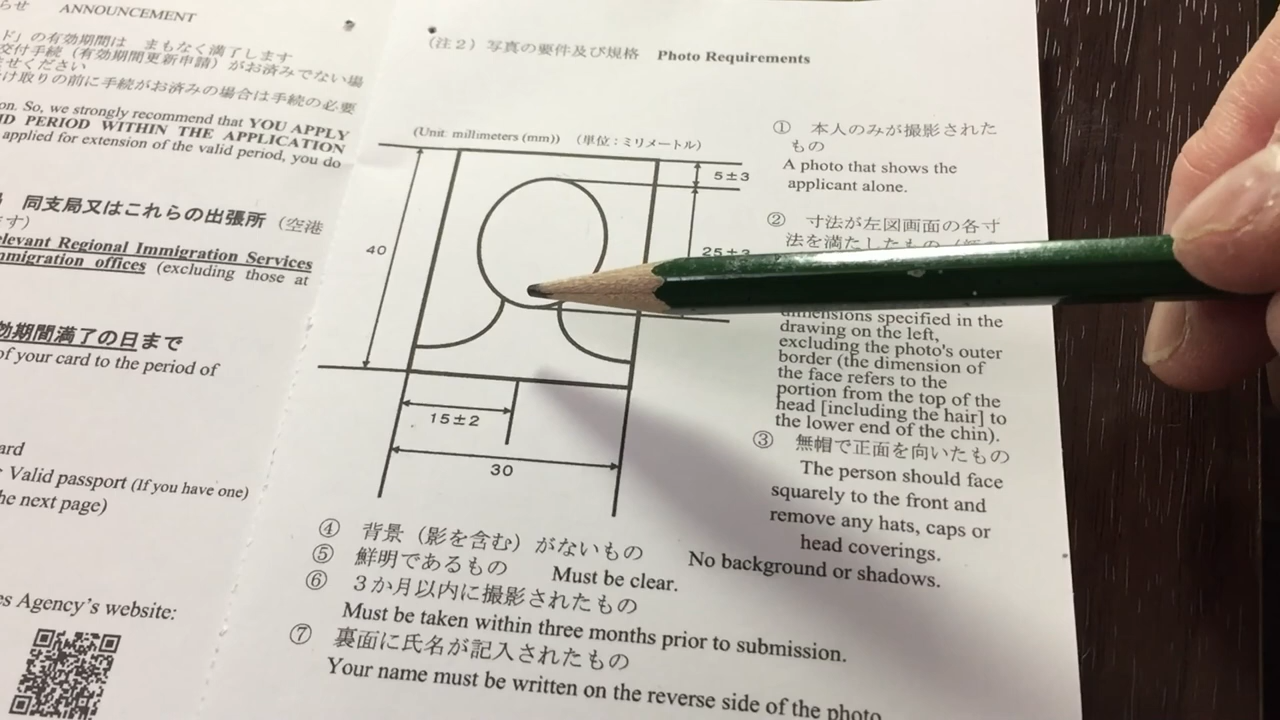 らせ ANNOUNCEMENT
ド」の有効期間は まもなく満了します
交付手続（有効期間更新申請）がお済みでない場
せください
け取りの前に手続がお済みの場合は手続の必要
on. So, we strongly recommend that YOU APPLY
PERIOD WITHIN THE APPLICATION
applied for extension of the valid period, you do
同支局又はこれらの出張所（空港
す）
elevant Regional Immigration Services
mmigration offices (excluding those at
効期間満了の日まで
of your card to the period of
ard
Valid passport (If you have one)
he next page)
es Agency's website:
（注２）写真の要件及び規格 Photo Requirements
(Unit: millimeters (mm)) （単位：ミリメートル）
5±3
40
25±3
15±2
30
① 本人のみが撮影された
もの
A photo that shows the
applicant alone.
② 寸法が左図画面の各寸
法を満たしたもの
dimensions specified in the
drawing on the left,
excluding the photo's outer
border (the dimension of
the face refers to the
portion from the top of the
head [including the hair] to
the lower end of the chin).
③ 無帽で正面を向いたもの
The person should face
squarely to the front and
remove any hats, caps or
head coverings.
④ 背景（影を含む）がないもの No background or shadows.
⑤ 鮮明であるもの Must be clear.
⑥ ３か月以内に撮影されたもの
Must be taken within three months prior to submission.
⑦ 裏面に氏名が記入されたもの
Your name must be written on the reverse side of the photo